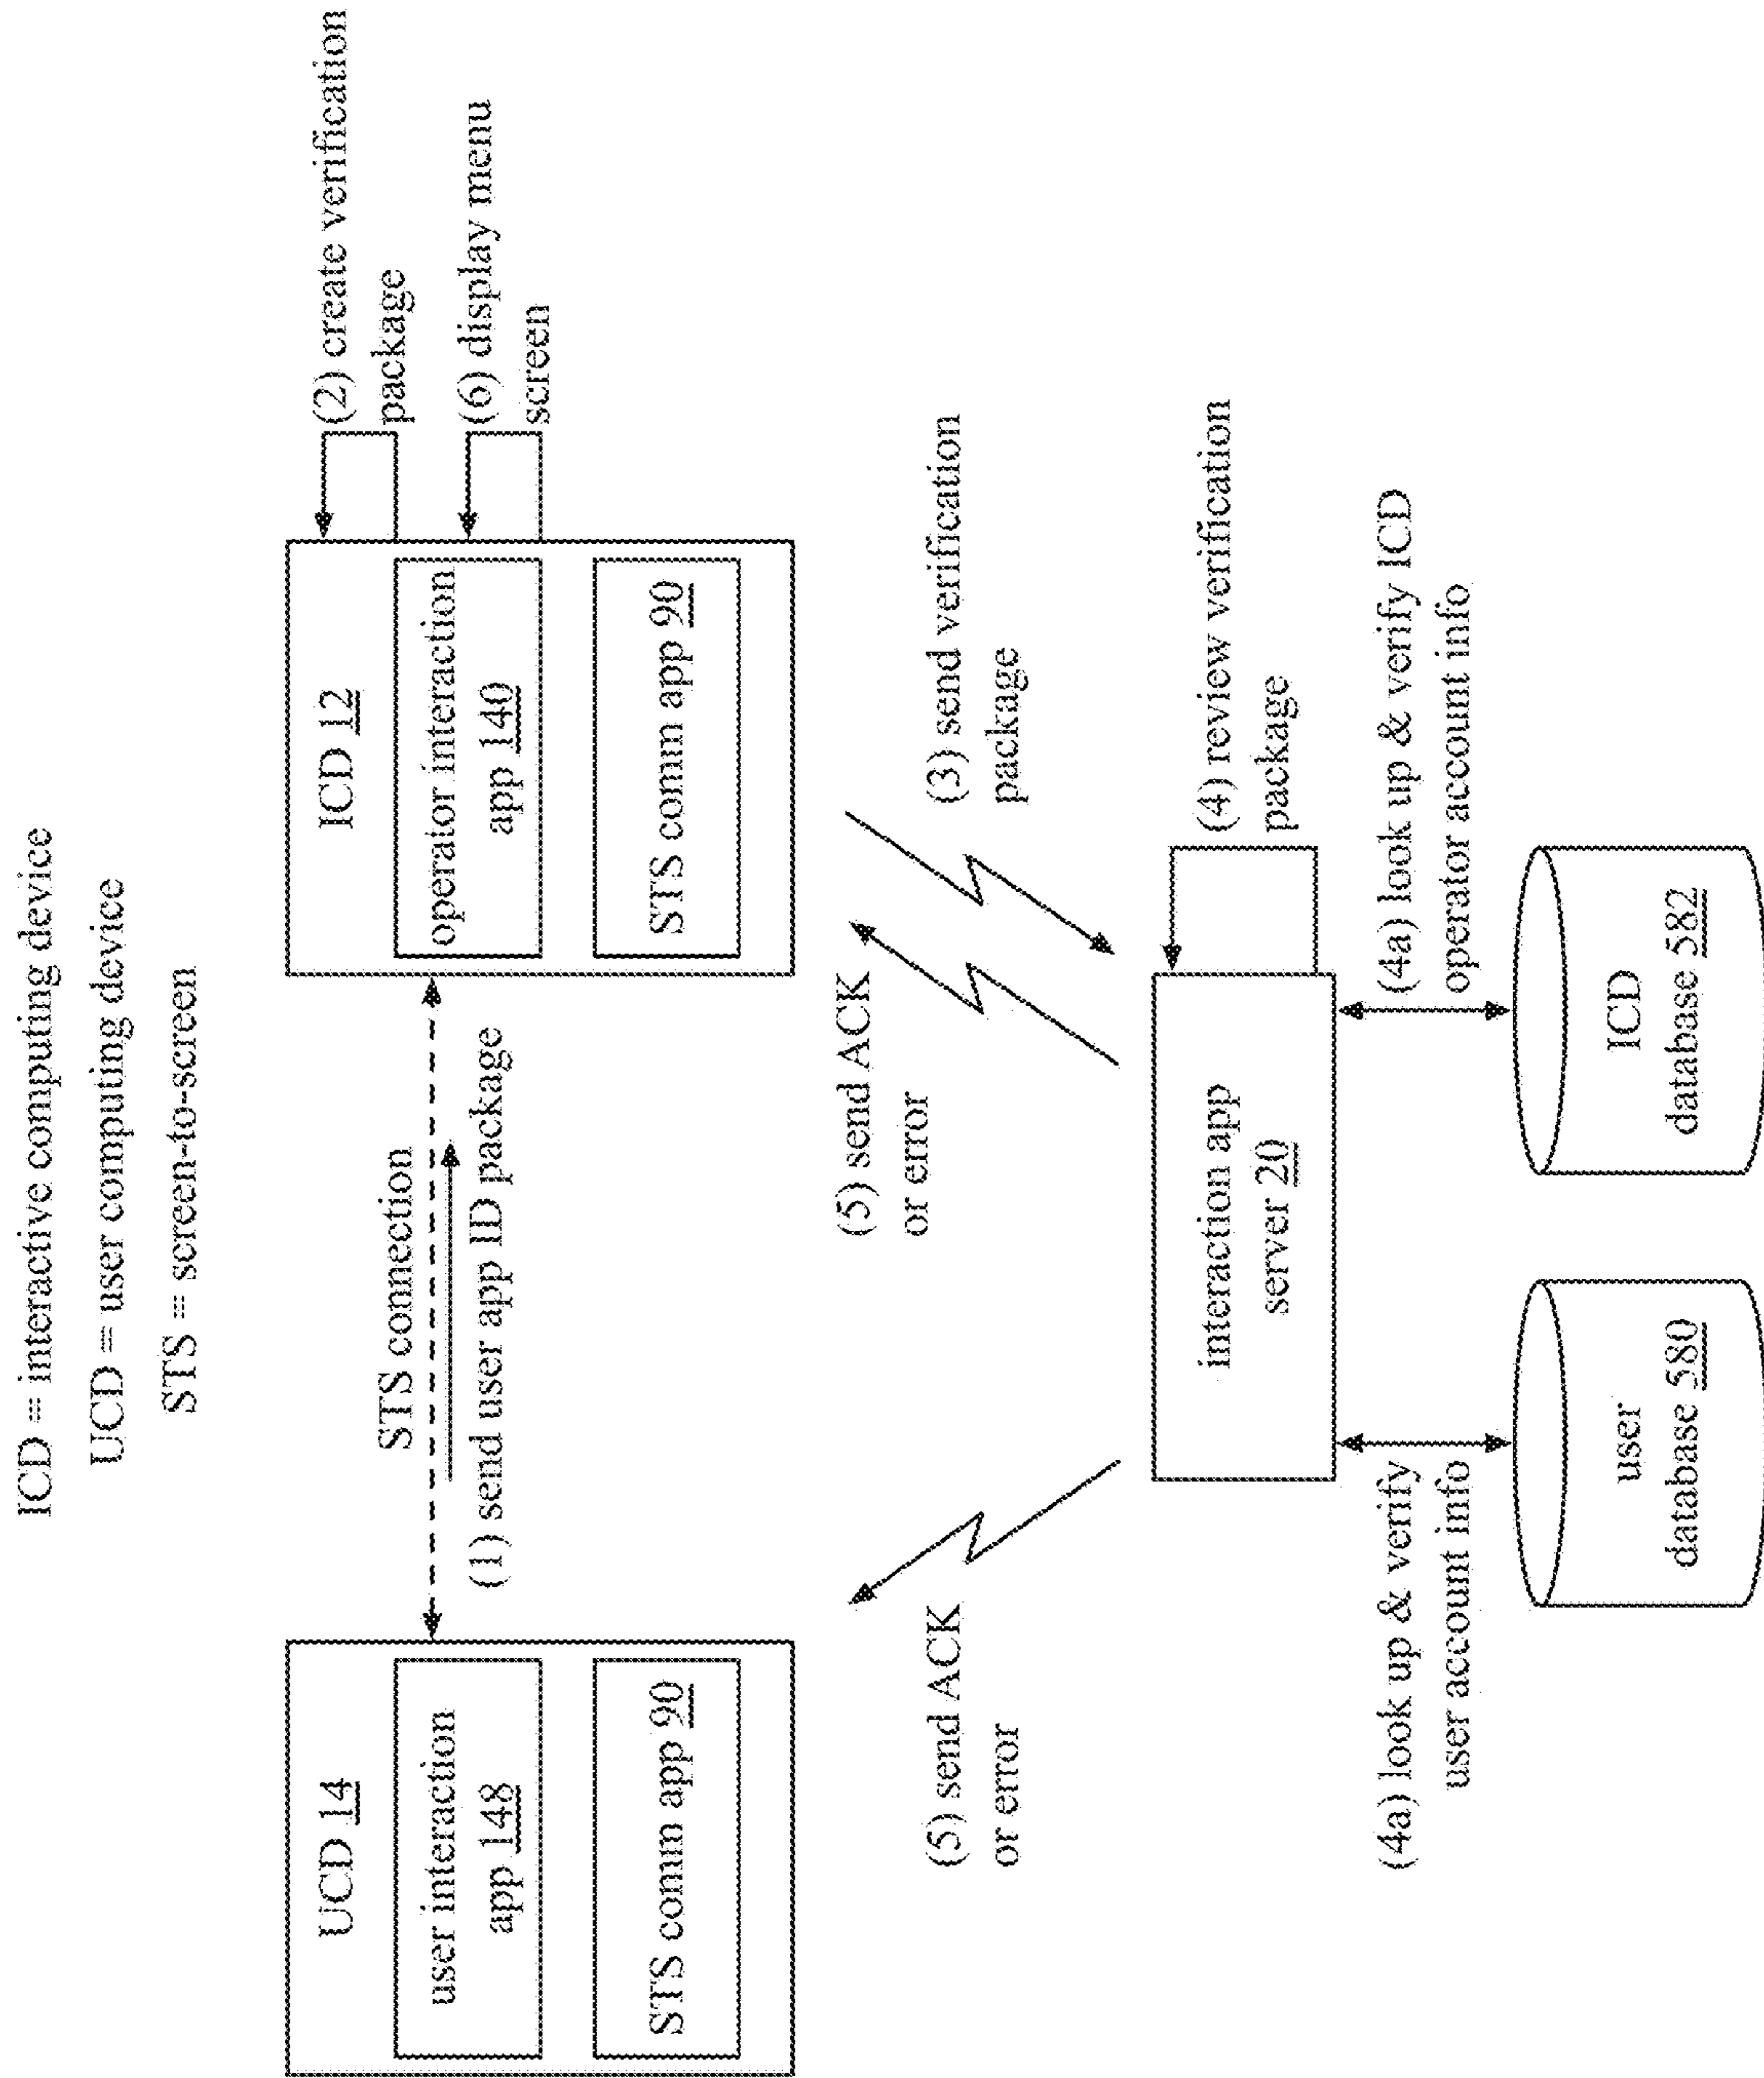 ICD = interactive computing device
UCD = user computing device
STS = screen-to-screen
UCD 14
user interaction
app 148
STS comm app 90
STS connection
(1) send user app ID package
ICD 12
operator interaction
app 140
STS comm app 90
(2) create verification
package
(6) display menu
screen
(5) send ACK
or error
(5) send ACK
or error
(3) send verification
package
interaction app
server 20
(4) review verification
package
(4a) look up & verify
user account info
(4a) look up & verify ICD
operator account info
user
database 580
ICD
database 582